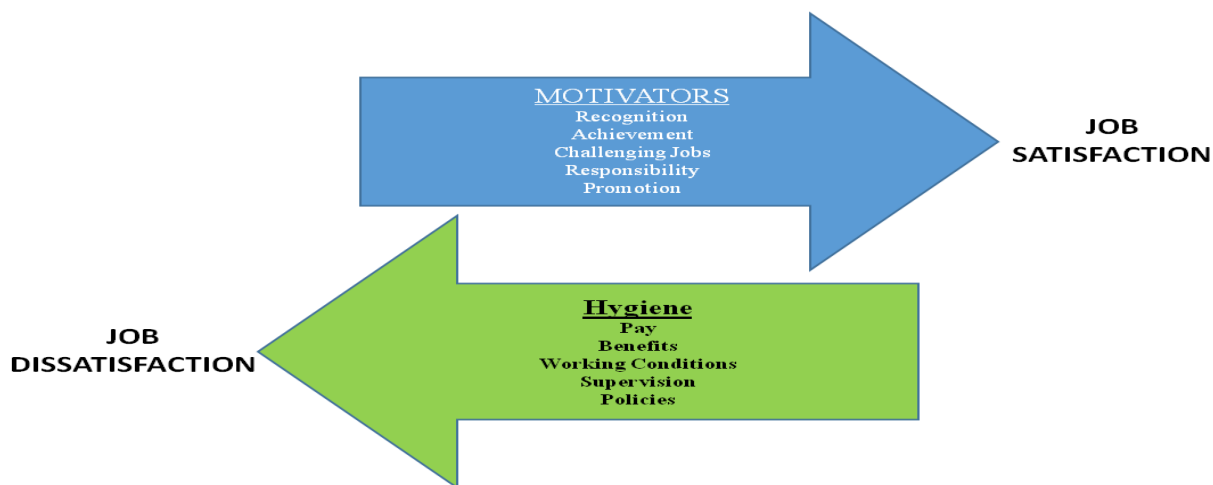 MOTIVATORS
Recognition
Achievement
Challenging Jobs
Responsibility
Promotion
JOB
SATISFACTION
Hygiene
Pay
Benefits
Working Conditions
Supervision
Policies
JOB
DISSATISFACTION